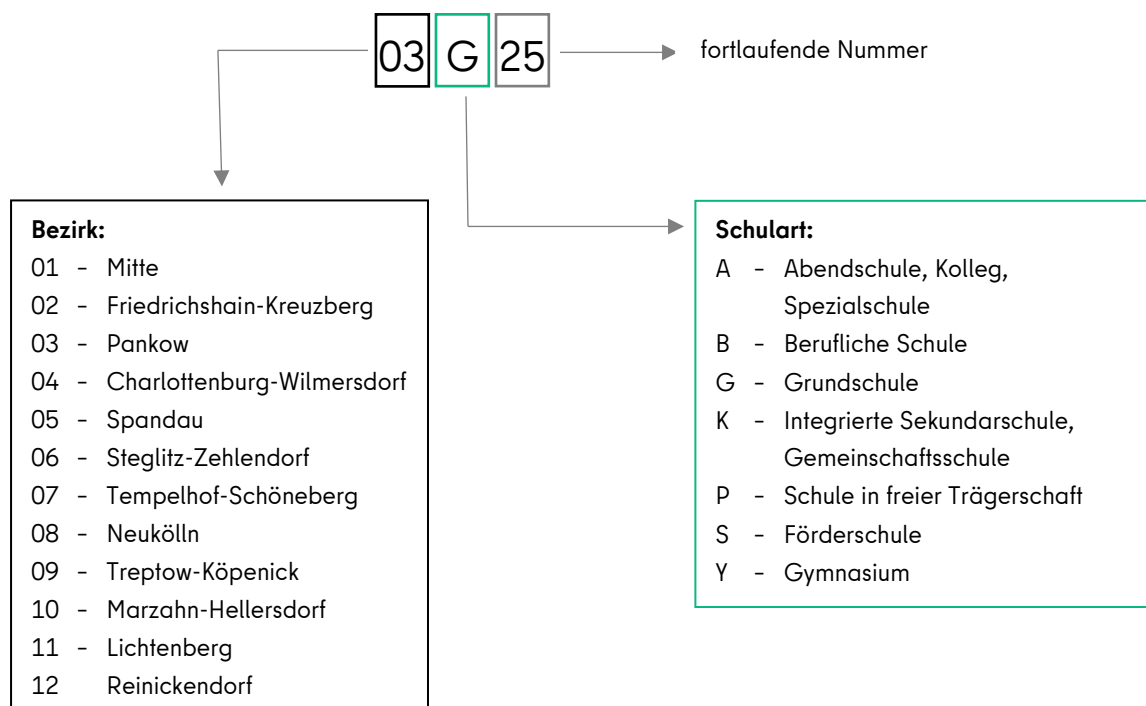 03 G 25 fortlaufende Nummer
Bezirk:
01 – Mitte
02 – Friedrichshain-Kreuzberg
03 – Pankow
04 – Charlottenburg-Wilmersdorf
05 – Spandau
06 – Steglitz-Zehlendorf
07 – Tempelhof-Schöneberg
08 – Neukölln
09 – Treptow-Köpenick
10 – Marzahn-Hellersdorf
11 – Lichtenberg
12 Reinickendorf
Schulart:
A – Abendschule, Kolleg,
Spezialschule
B – Berufliche Schule
G – Grundschule
K – Integrierte Sekundarschule,
Gemeinschaftsschule
P – Schule in freier Trägerschaft
S – Förderschule
Y – Gymnasium